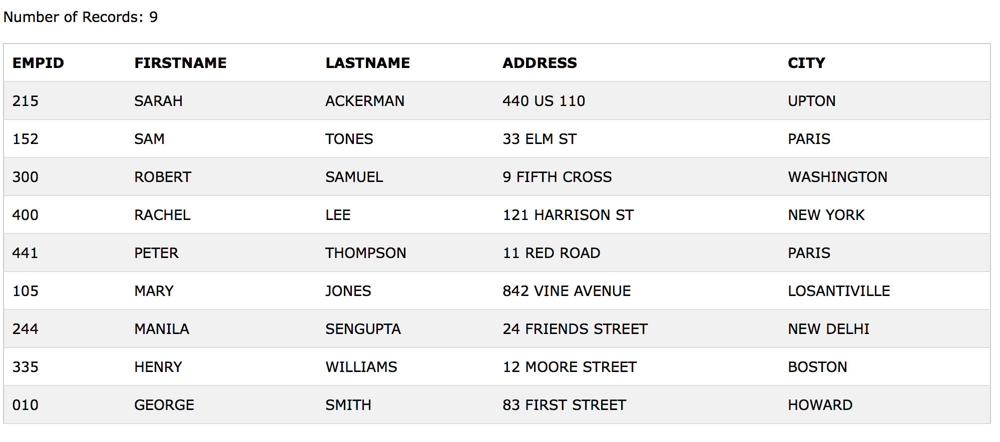 Number of Records: 9
EMPID FIRSTNAME LASTNAME ADDRESS CITY
215 SARAH ACKERMAN 440 US 110 UPTON
152 SAM TONES 33 ELM ST PARIS
300 ROBERT SAMUEL 9 FIFTH CROSS WASHINGTON
400 RACHEL LEE 121 HARRISON ST NEW YORK
441 PETER THOMPSON 11 RED ROAD PARIS
105 MARY JONES 842 VINE AVENUE LOSANTIVILLE
244 MANILA SENGUPTA 24 FRIENDS STREET NEW DELHI
335 HENRY WILLIAMS 12 MOORE STREET BOSTON
010 GEORGE SMITH 83 FIRST STREET HOWARD